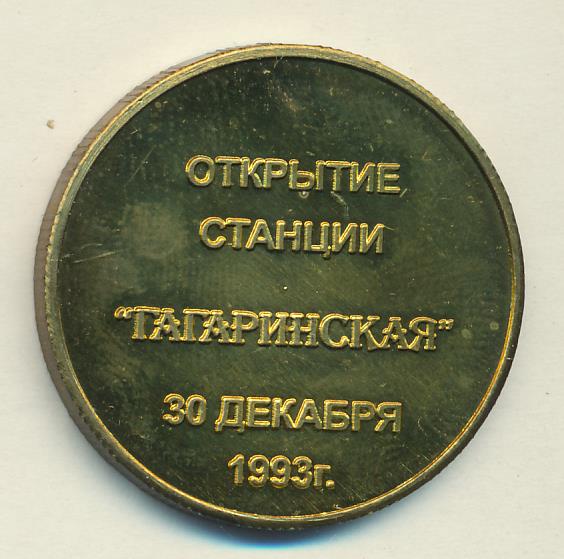 ОТКРЫТИЕ
СТАНЦИИ
"ГАГАРИНСКАЯ"
30 ДЕКАБРЯ
1993г.